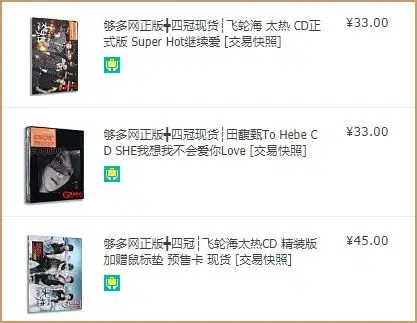 够多网正版╇四冠现货┆飞轮海 太热 CD正
式版 Super Hot继续爱 [交易快照]
¥33.00
够多网正版╇四冠现货┆田馥甄To Hebe C
D SHE我想我不会爱你Love [交易快照]
¥33.00
够多网正版╇四冠┆飞轮海太热CD 精装版
加赠鼠标垫 预售卡 现货 [交易快照]
¥45.00